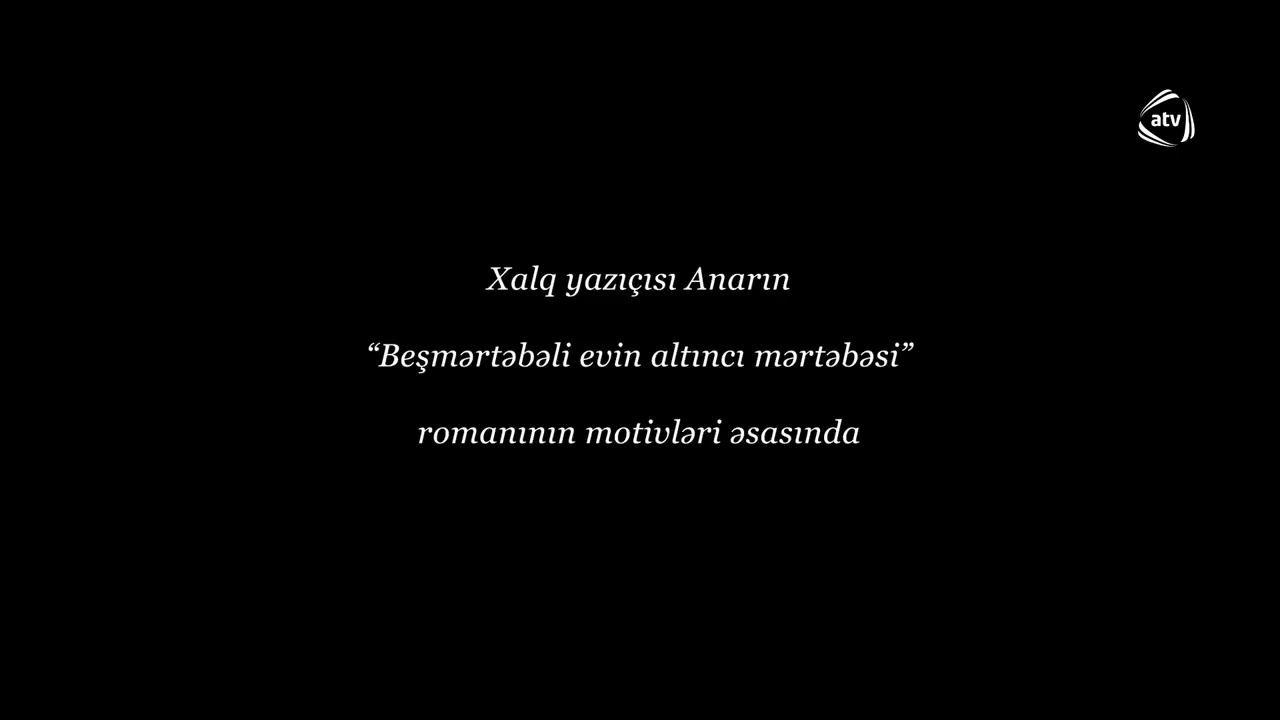 atv
Xalq yazıçısı Anarın
“Beşmərtəbəli evin altıncı mərtəbəsi”
romanının motivləri əsasında